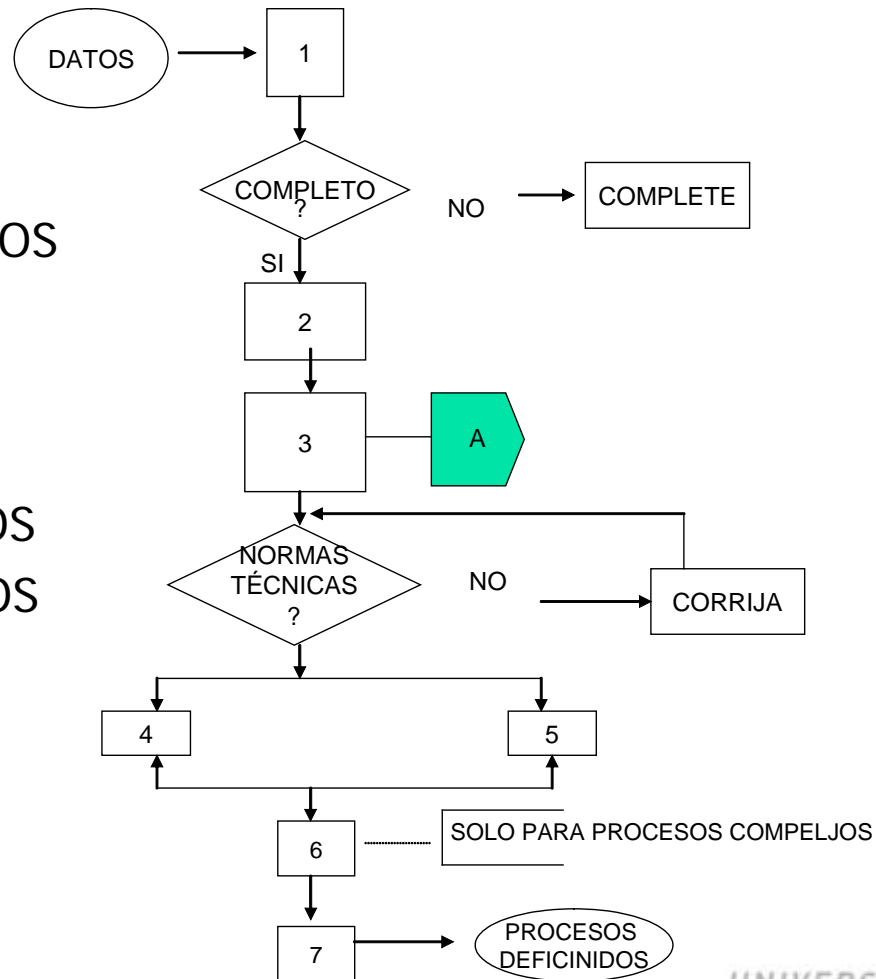 DATOS
1
COMPLETO
?
NO
COMPLETE
OS
SI
2
3
A
OS
NORMAS
TÉCNICAS
?
NO
CORRIJA
OS
4
5
6
SOLO PARA PROCESOS COMPELJOS
7
PROCESOS
DEFICINIDOS